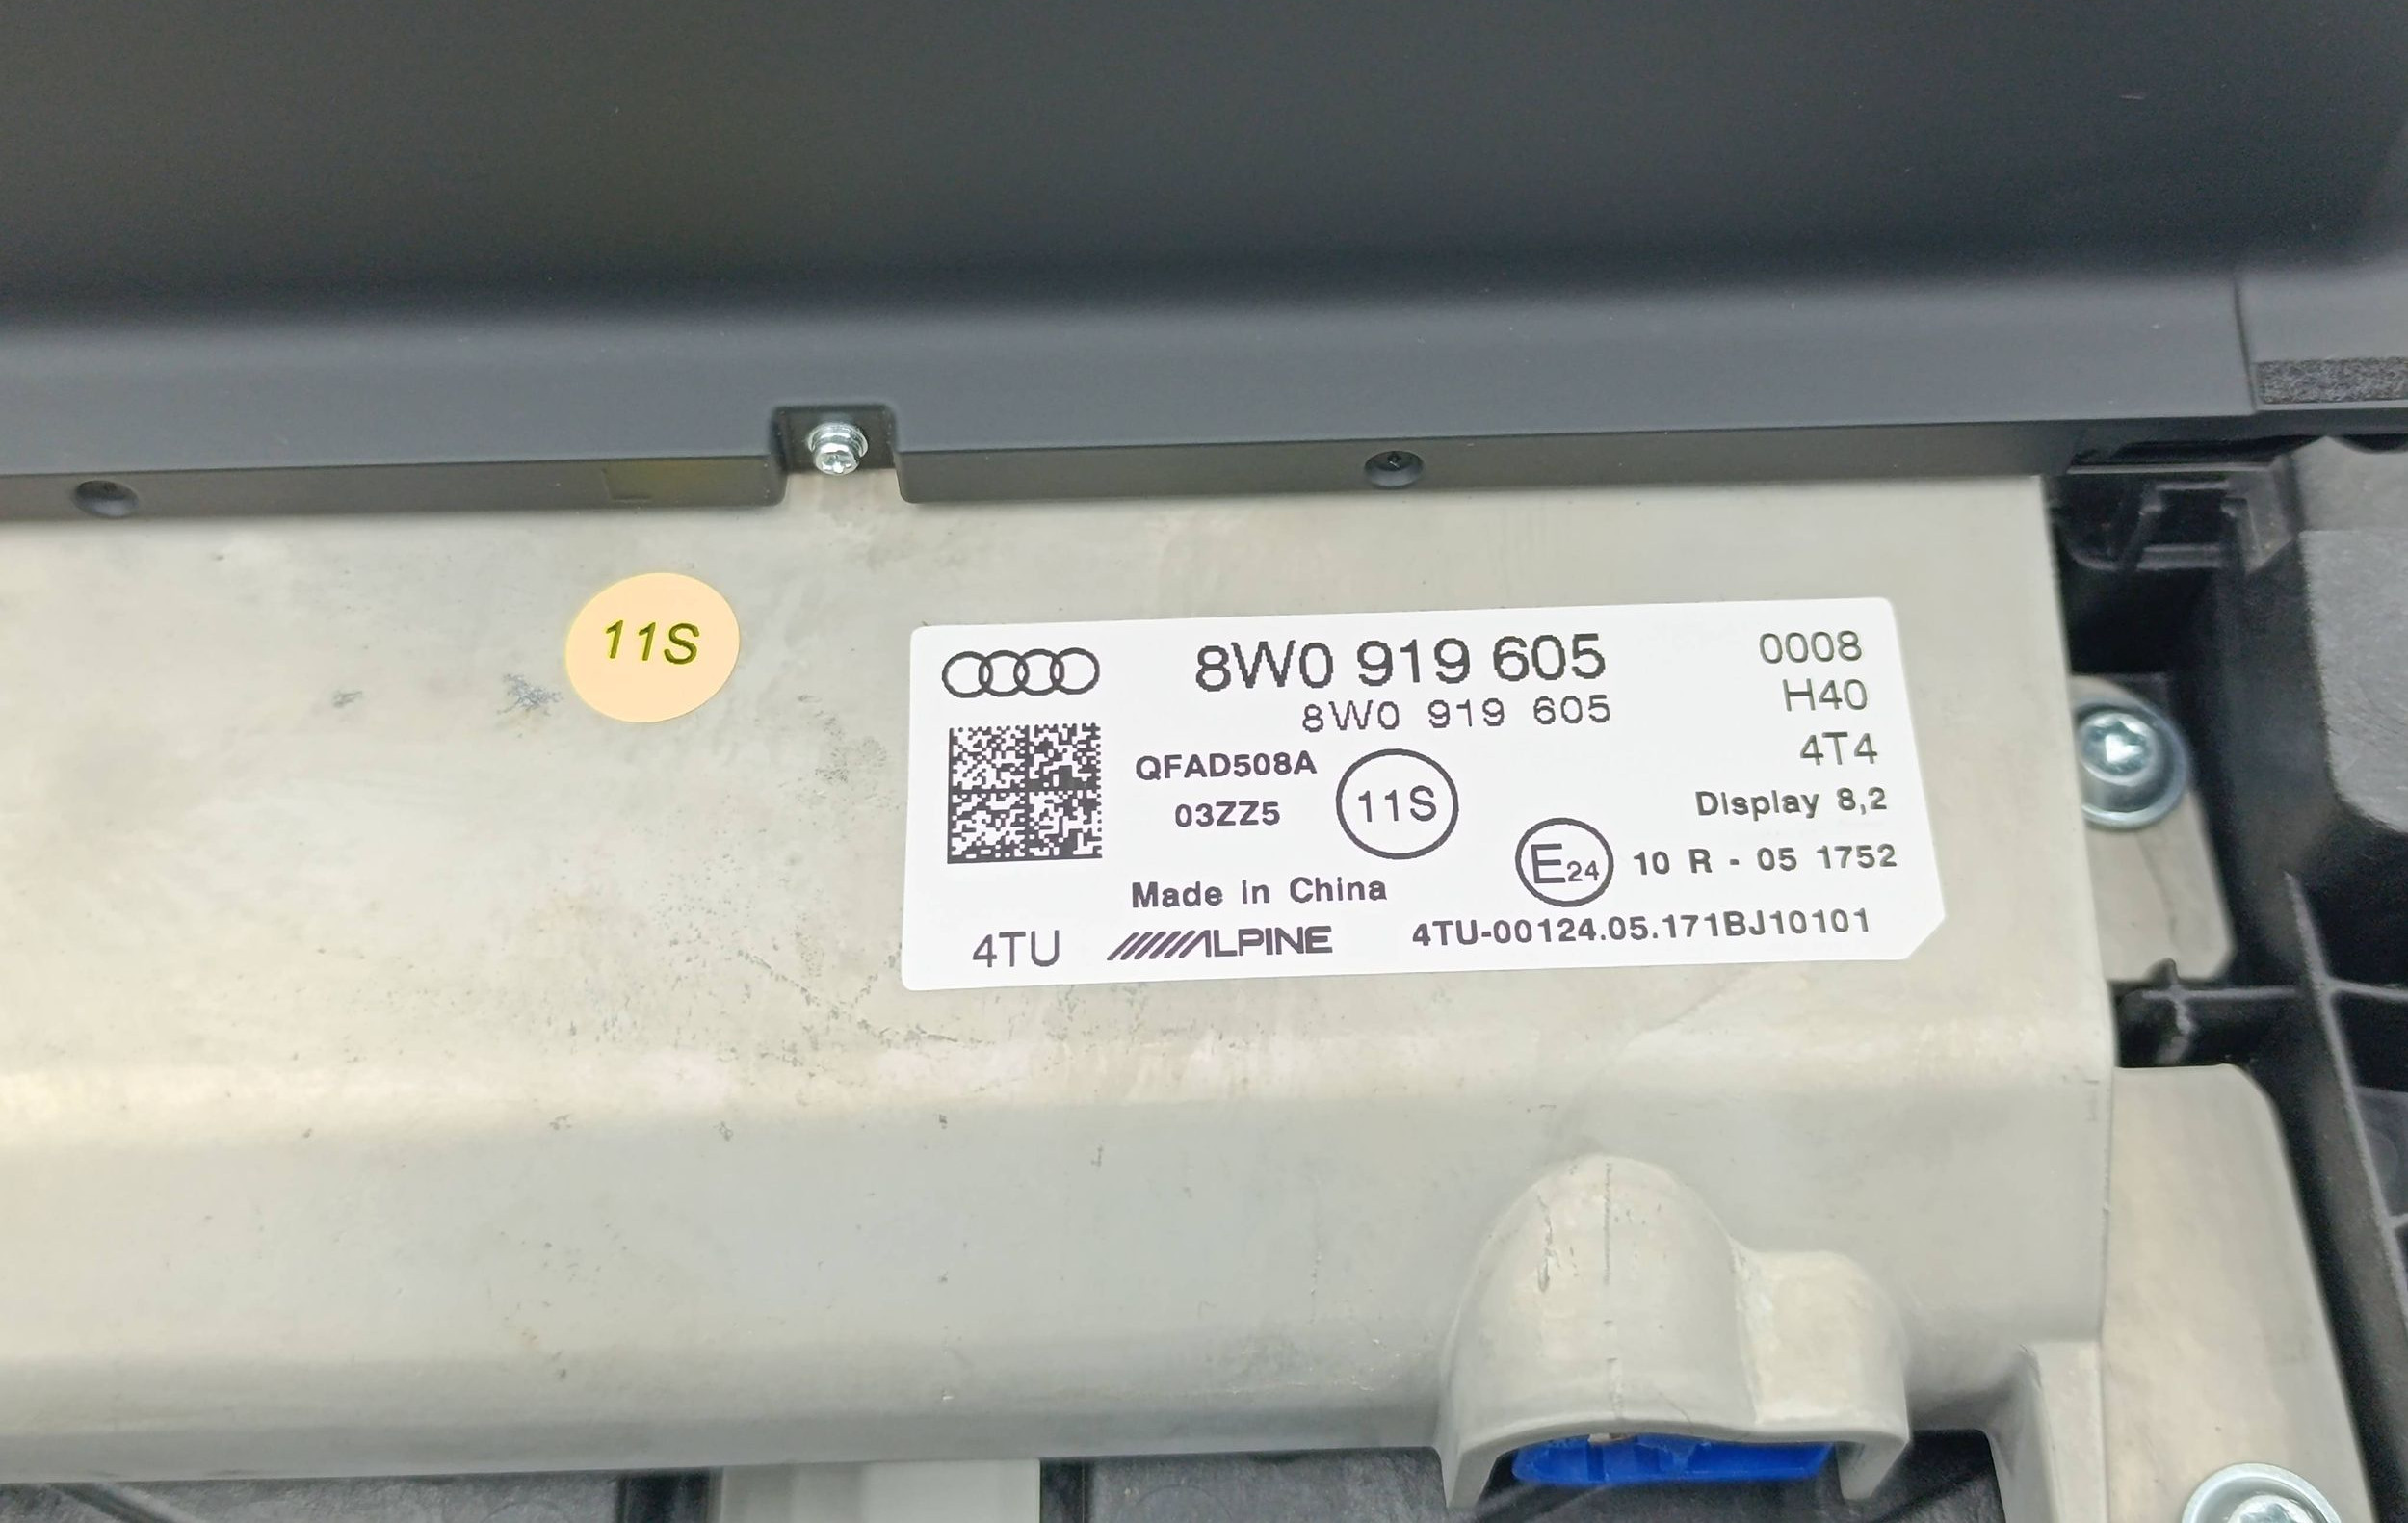 11S
8W0 919 605
8W0 919 605
0008
H40
4T4
QFAD508A
03ZZ5
11S
Display 8,2
E24 10 R - 05 1752
Made in China
4TU
ALPINE
4TU-00124.05.171BJ10101